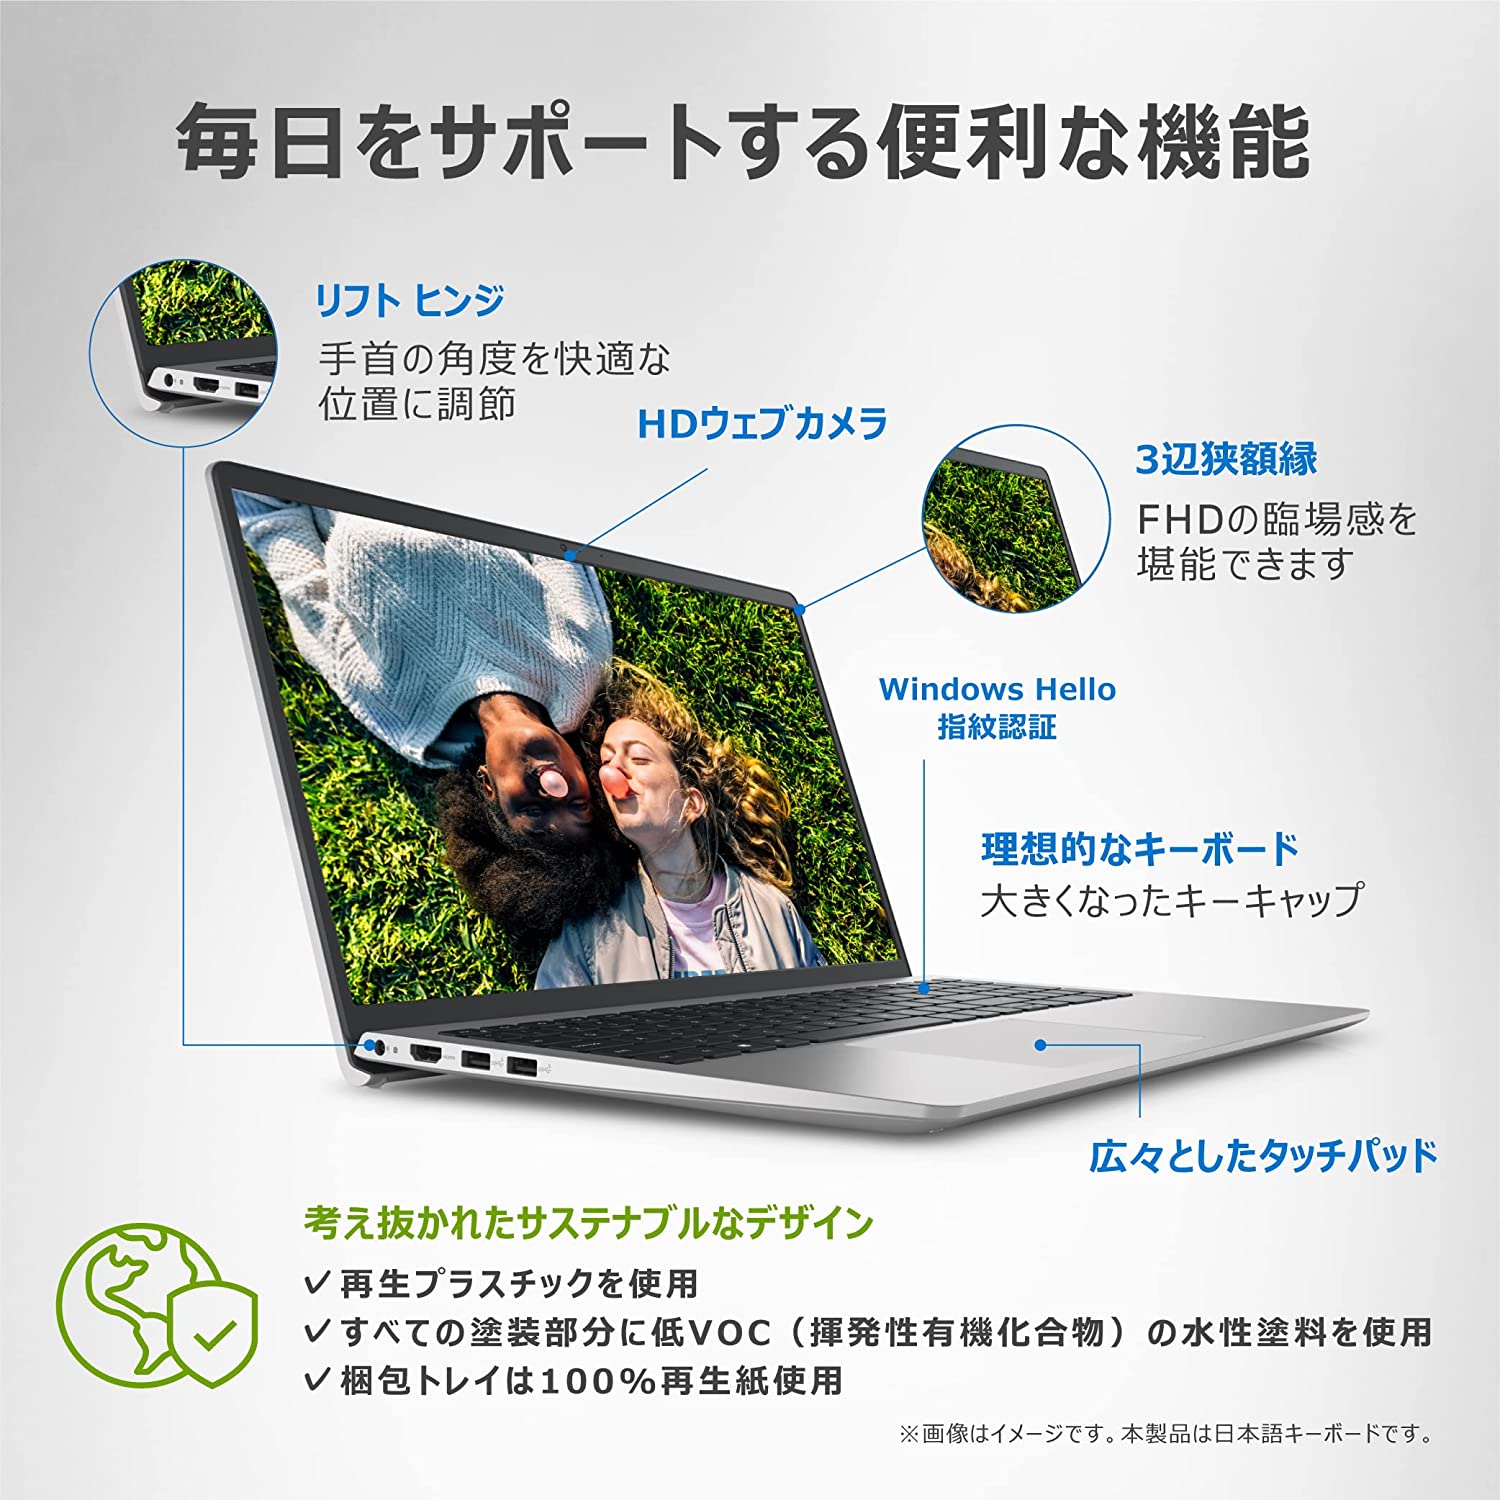 毎日をサポートする便利な機能
リフト ヒンジ
手首の角度を快適な
位置に調節
HDウェブカメラ
3辺狭額縁
FHDの臨場感を
堪能できます
Windows Hello
指紋認証
理想的なキーボード
大きくなったキーキャップ
広々としたタッチパッド
考え抜かれたサステナブルなデザイン
✓再生プラスチックを使用
✓すべての塗装部分に低VOC（揮発性有機化合物）の水性塗料を使用
✓梱包トレイは100%再生紙使用
※画像はイメージです。本製品は日本語キーボードです。